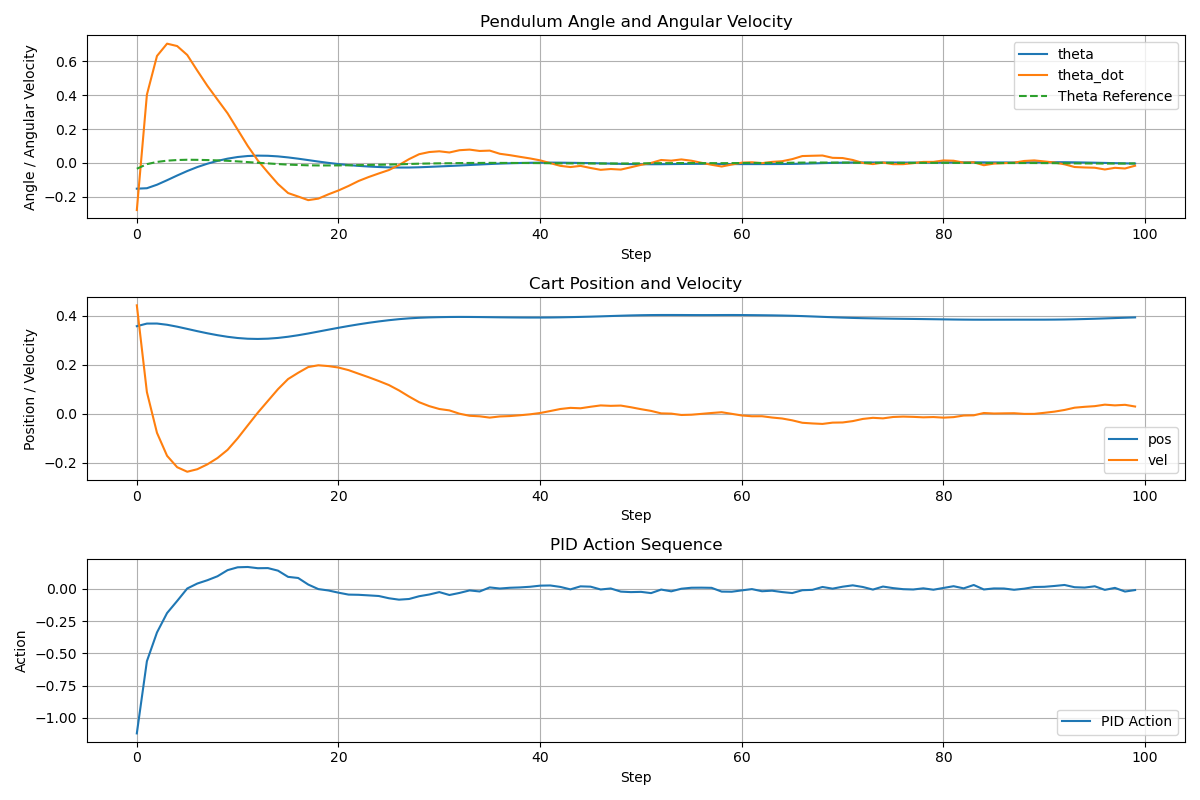 Pendulum Angle and Angular Velocity
Angle / Angular Velocity
0.6
0.4
0.2
0.0
−0.2
theta
theta_dot
Theta Reference
0
20
40
60
80
100
Step
Cart Position and Velocity
Position / Velocity
0.4
0.2
0.0
−0.2
pos
vel
0
20
40
60
80
100
Step
PID Action Sequence
Action
0.00
−0.25
−0.50
−0.75
−1.00
PID Action
0
20
40
60
80
100
Step